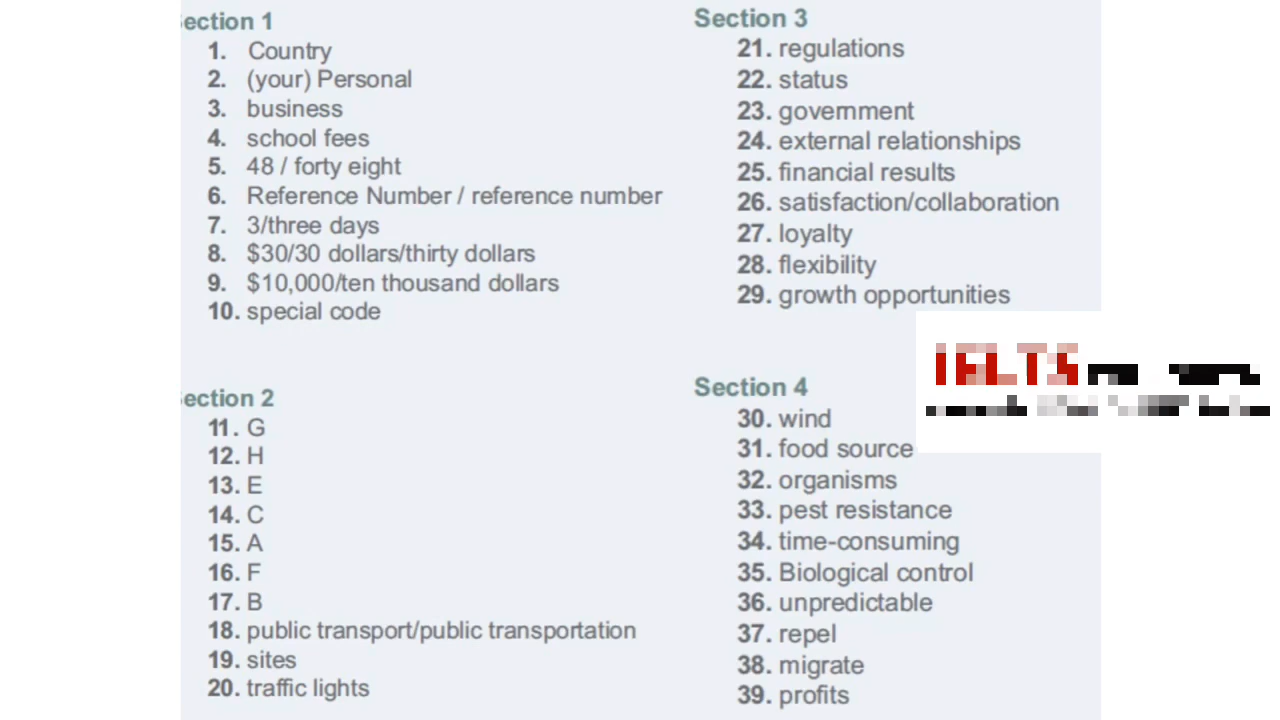 ection 1
1. Country
2. (your) Personal
3. business
4. school fees
5. 48 / forty eight
6. Reference Number / reference number
7. 3/three days
8. $30/30 dollars/thirty dollars
9. $10,000/ten thousand dollars
10. special code
ection 2
11. G
12. H
13. E
14. C
15. A
16. F
17. B
18. public transport/public transportation
19. sites
20. traffic lights
Section 3
21. regulations
22. status
23. government
24. external relationships
25. financial results
26. satisfaction/collaboration
27. loyalty
28. flexibility
29. growth opportunities
Section 4
30. wind
31. food source
32. organisms
33. pest resistance
34. time-consuming
35. Biological control
36. unpredictable
37. repel
38. migrate
39. profits
IELTS